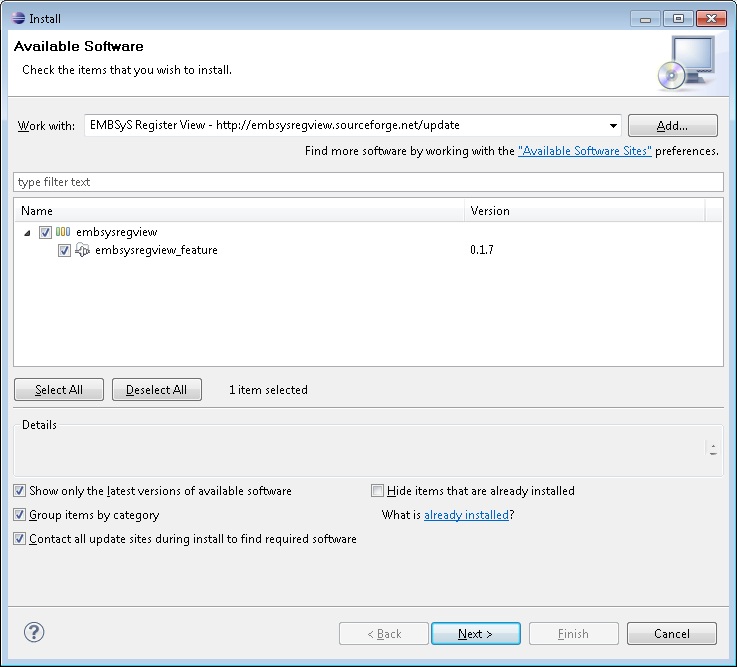 Install
Available Software
Check the items that you wish to install.
Work with: EMBSyS Register View - http://embsysregview.sourceforge.net/update Add...
Find more software by working with the "Available Software Sites" preferences.
type filter text
Name Version
embsysregview
embsysregview_feature 0.1.7
Select All Deselect All 1 item selected
Details
Show only the latest versions of available software Hide items that are already installed
Group items by category What is already installed?
Contact all update sites during install to find required software
? < Back Next > Finish Cancel